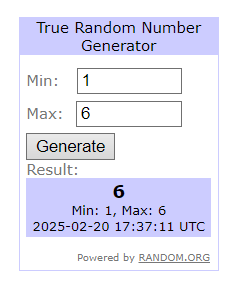 True Random Number
Generator
Min: 1
Max: 6
Generate
Result:
6
Min: 1, Max: 6
2025-02-20 17:37:11 UTC
Powered by RANDOM.ORG